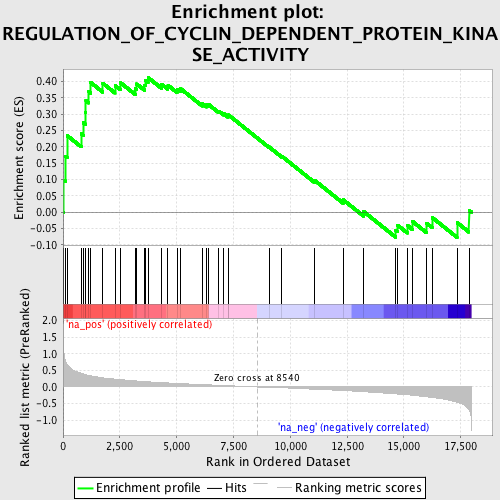 Enrichment plot:
REGULATION_OF_CYCLIN_DEPENDENT_PROTEIN_KINA
SE_ACTIVITY
Enrichment score (ES)
0.40
0.35
0.30
0.25
0.20
0.15
0.10
0.05
0.00
-0.05
-0.10
'na_pos' (positively correlated)
Ranked list metric (PreRanked)
2.0
1.5
1.0
0.5
0.0
-0.5
-1.0
Zero cross at 8540
'na_neg' (negatively correlated)
0
2,500
5,000
7,500
10,000
12,500
15,000
17,500
Rank in Ordered Dataset
Enrichment profile
Hits
Ranking metric scores